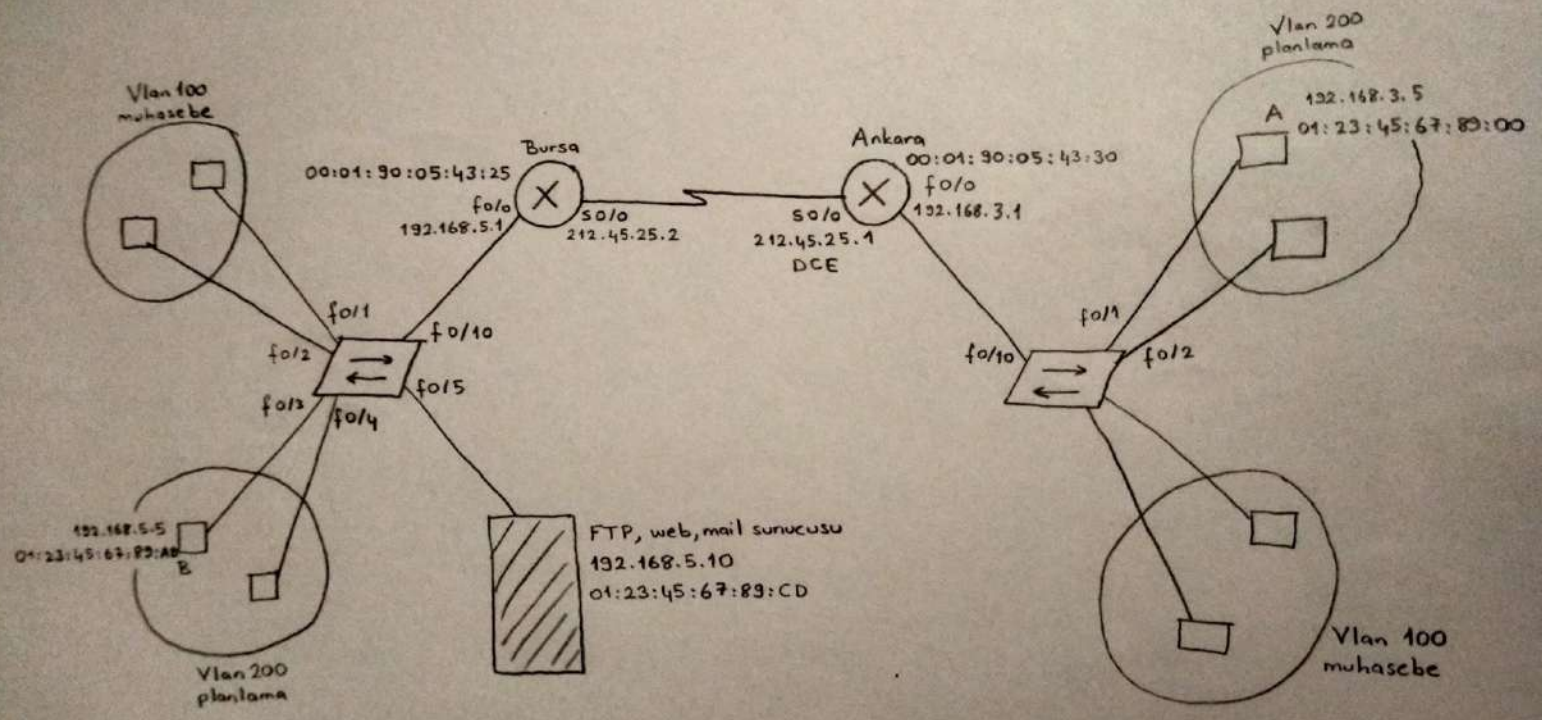 Vlan 100
muhasebe
00:01:90:05:43:25
Bursa
f0/0
192.168.5.1
S0/0
212.45.25.2
Ankara
00:01:90:05:43:30
f0/0
192.168.3.1
S0/0
212.45.25.1
DCE
Vlan 200
planlama
A
192.168.3.5
01:23:45:67:89:00
f0/1
f0/2
f0/10
f0/3
f0/4
f0/5
f0/10
f0/1
f0/2
192.168.5.5
01:23:45:67:89:AB
B
Vlan 200
planlama
FTP, web, mail sunucusu
192.168.5.10
01:23:45:67:89:CD
Vlan 100
muhasebe